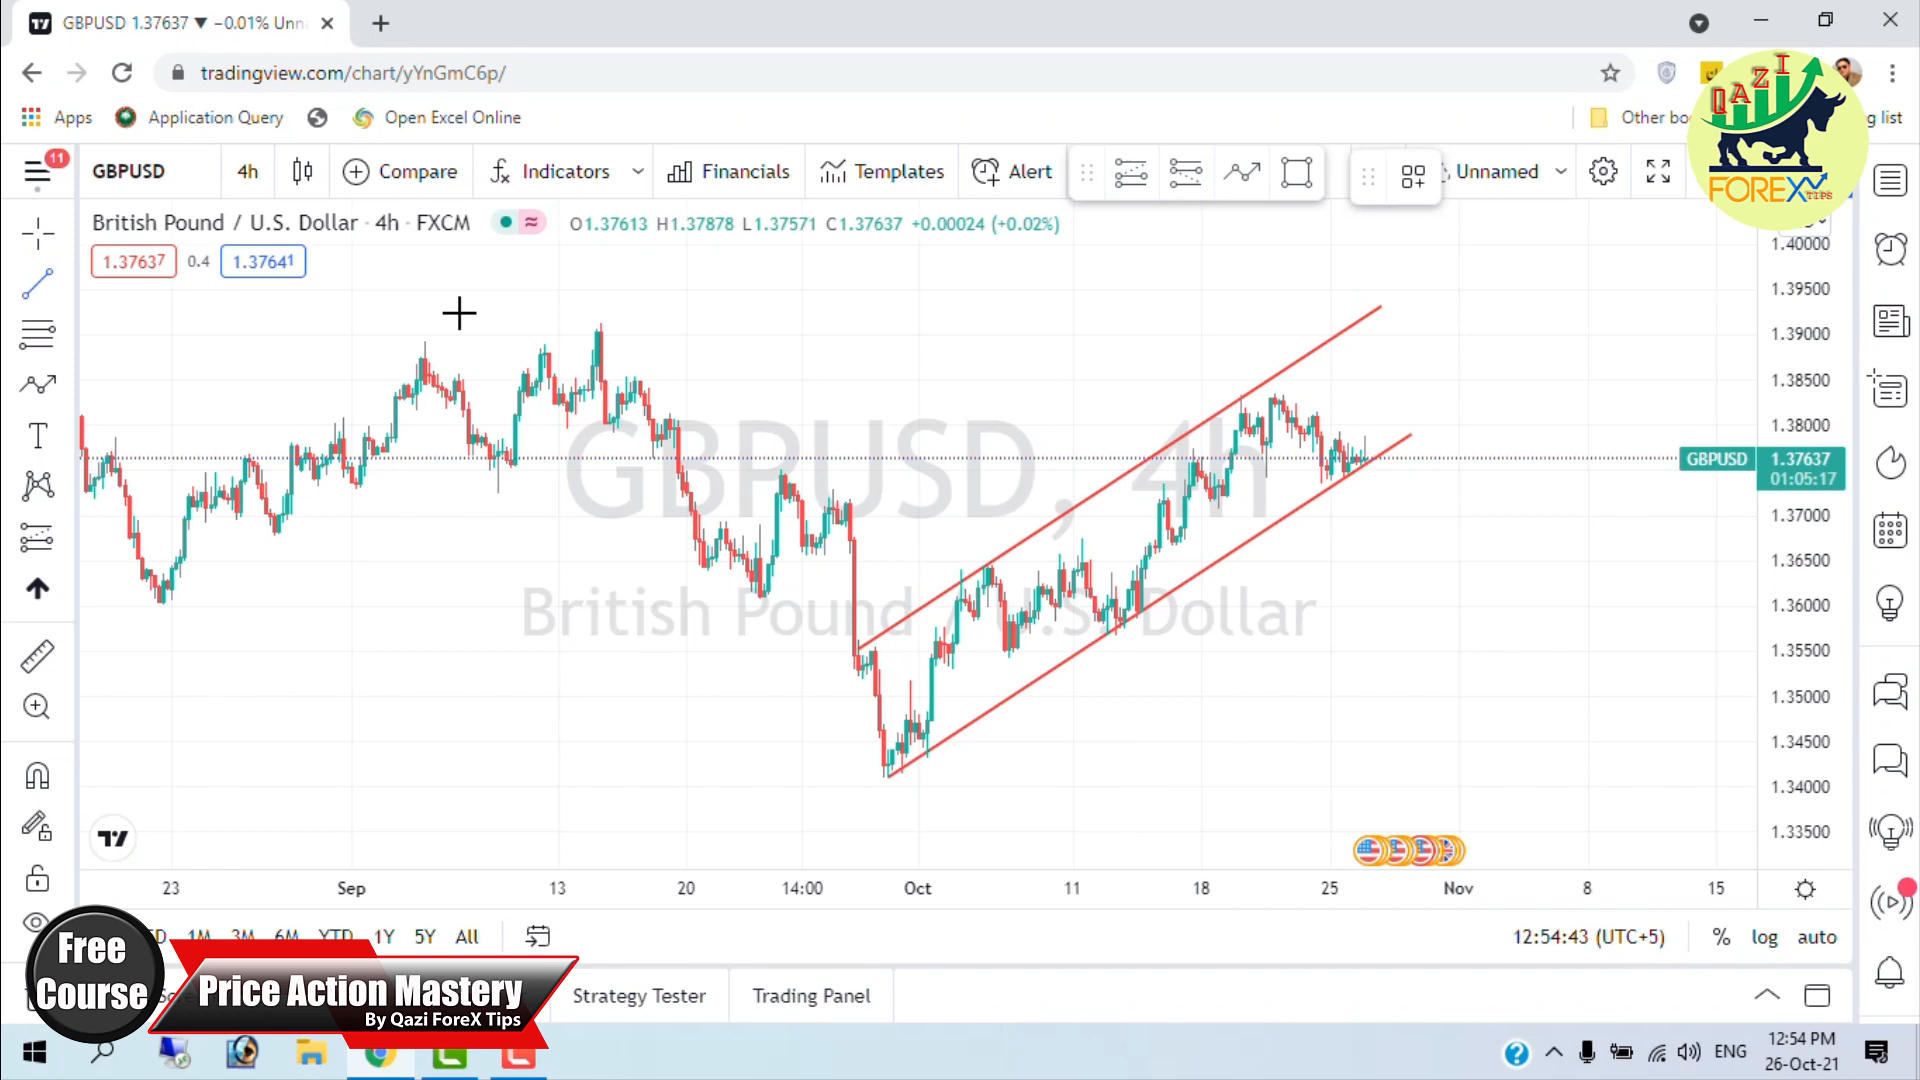 GBPUSD 1.37637 ▼ −0.01% Unn
tradingview.com/chart/yYnGmC6p/
Apps
Application Query
Open Excel Online
Other bo
g list
QAZI
FOREX
TIPS
11
GBPUSD
4h
Compare
Indicators
Financials
Templates
Alert
Unnamed
British Pound / U.S. Dollar · 4h · FXCM
O1.37613 H1.37878 L1.37571 C1.37637 +0.00024 (+0.02%)
1.37637
0.4
1.37641
GBPUSD, 4h
British Pound / U.S. Dollar
1.40000
1.39500
1.39000
1.38500
1.38000
GBPUSD
1.37637
01:05:17
1.37000
1.36500
1.36000
1.35500
1.35000
1.34500
1.34000
1.33500
23
Sep
13
20
14:00
Oct
11
18
25
Nov
8
15
D
1M
3M
6M
YTD
1Y
5Y
All
12:54:43 (UTC+5)
%
log
auto
Free
Course
Price Action Mastery
By Qazi ForeX Tips
Strategy Tester
Trading Panel
ENG
12:54 PM
26-Oct-21